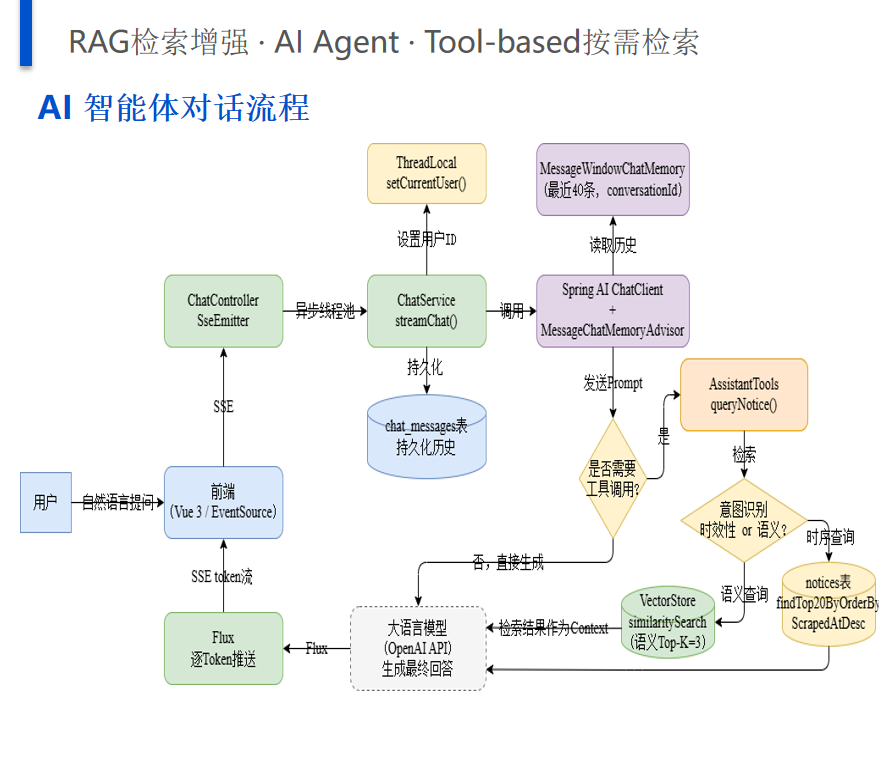 RAG检索增强 · AI Agent · Tool-based按需检索
AI 智能体对话流程
ThreadLocal
setCurrentUser()
MessageWindowChatMemory
(最近40条，conversationId)
设置用户ID
读取历史
ChatController
SseEmitter
异步线程池
ChatService
streamChat()
调用
Spring AI ChatClient
+
MessageChatMemoryAdvisor
持久化
发送Prompt
AssistantTools
queryNotice()
SSE
chat_messages表
持久化历史
是
检索
是否需要
工具调用?
用户
自然语言提问
前端
(Vue 3 / EventSource)
意图识别
时效性 or 语义?
时序查询
否，直接生成
SSE token流
语义查询
notices表
findTop20ByOrderBy
ScrapedAtDesc
VectorStore
similaritySearch
(语义Top-K=3)
检索结果作为Context
大语言模型
(OpenAI API)
生成最终回答
Flux
Flux
逐Token推送